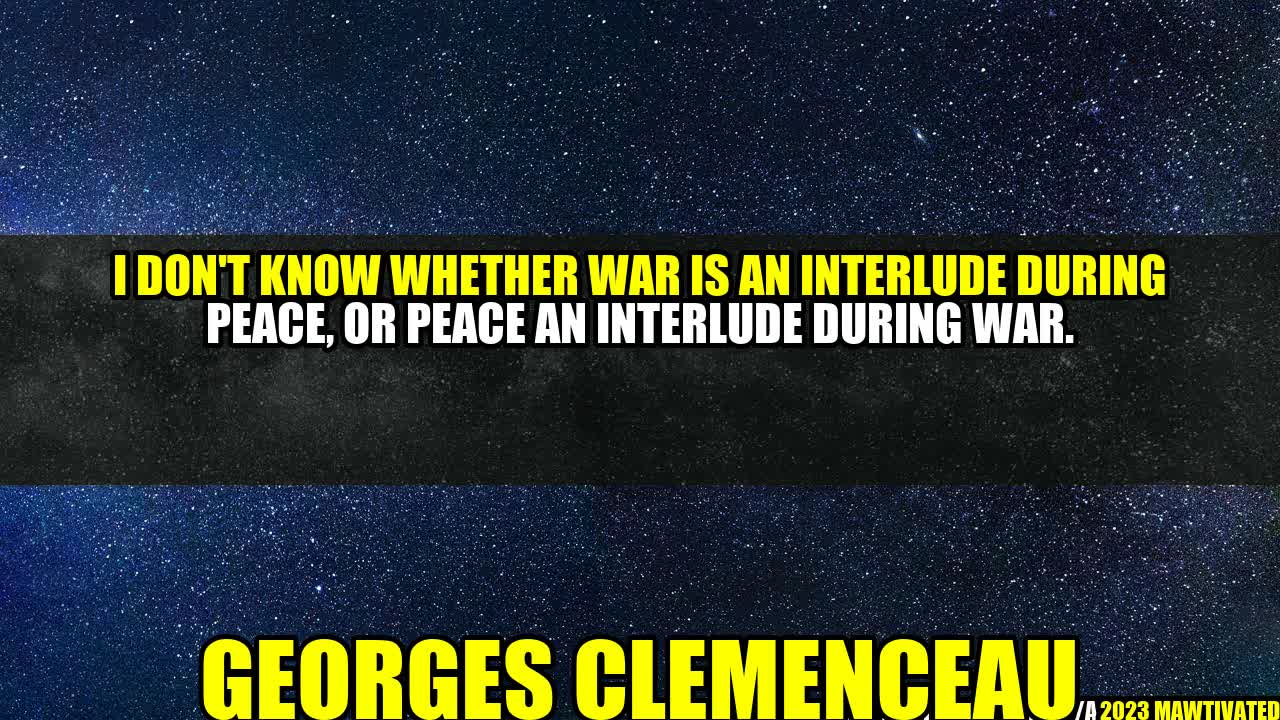 I DON'T KNOW WHETHER WAR IS AN INTERLUDE DURING
PEACE, OR PEACE AN INTERLUDE DURING WAR.
GEORGES CLEMENCEAU
/A 2023 MAWTIVATED